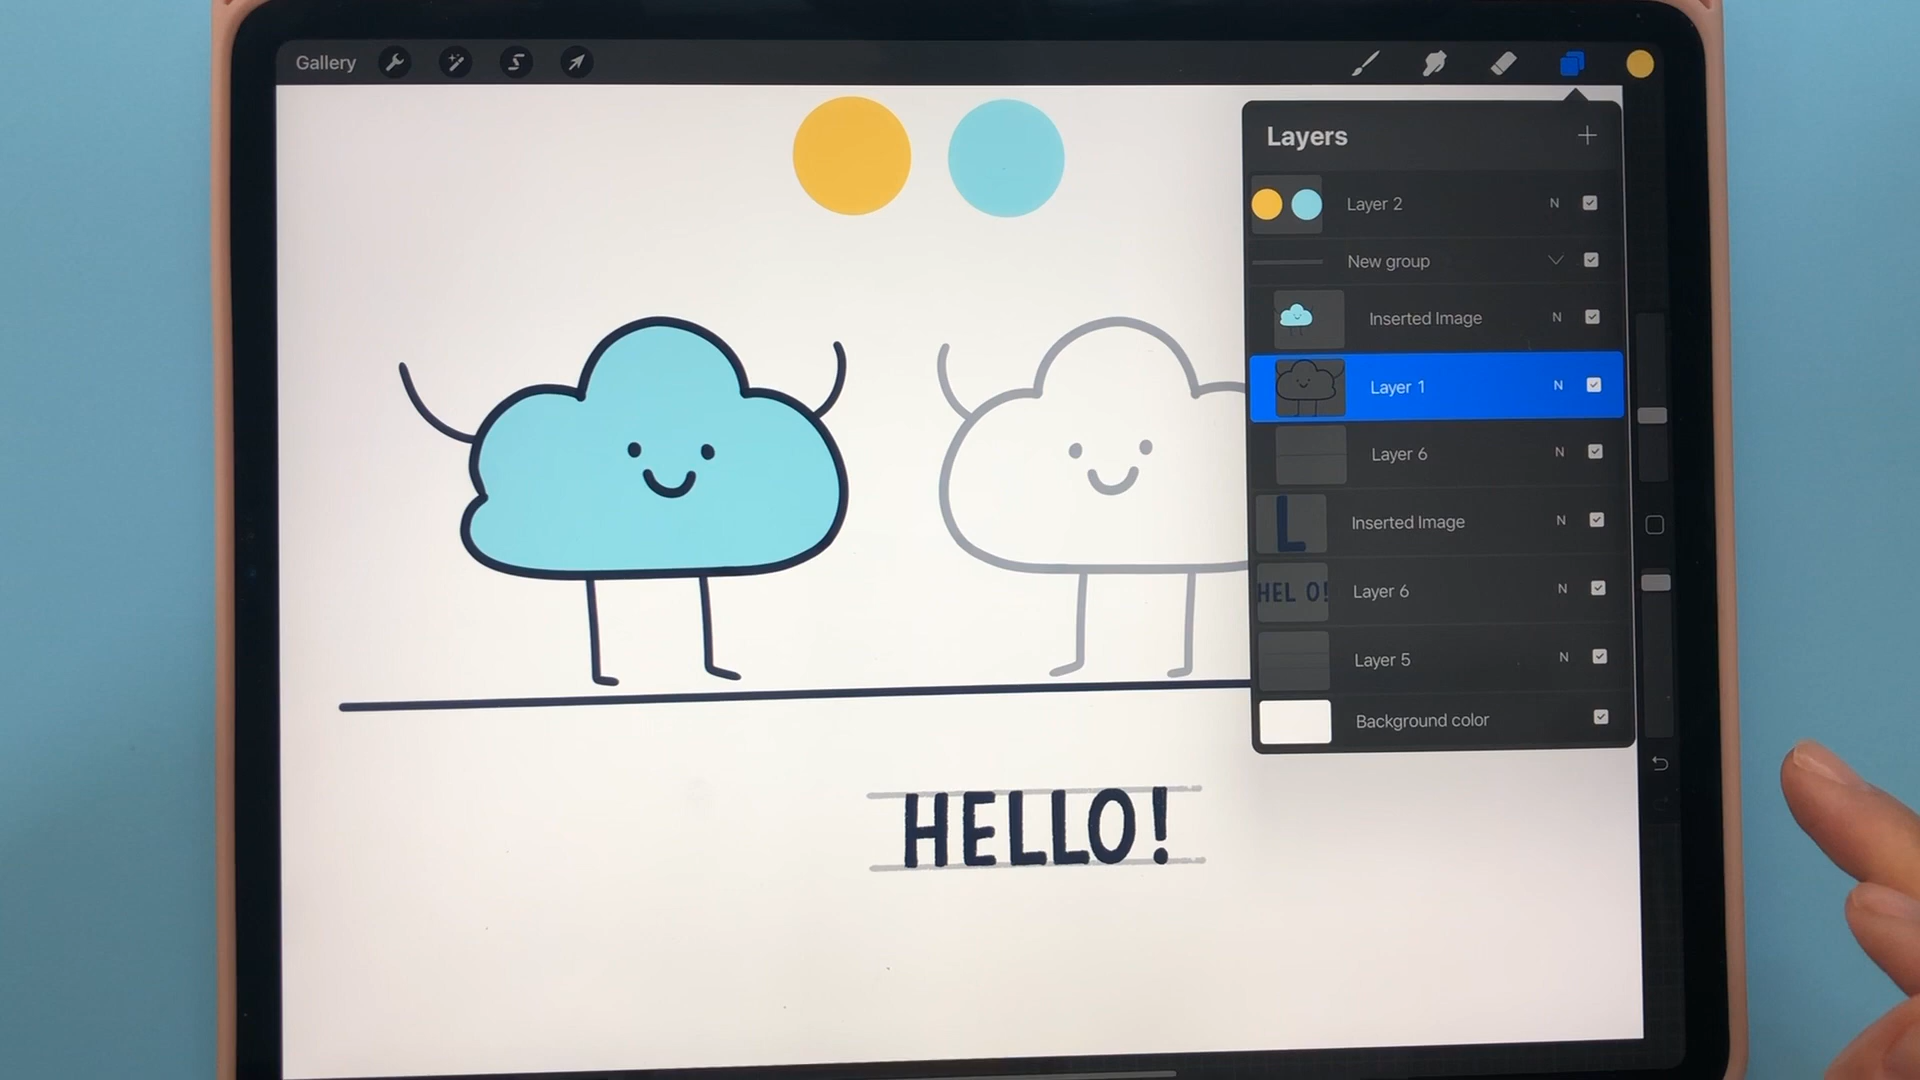 Gallery
Layers
Layer 2 N
New group
Inserted Image N
Layer 1 N
Layer 6 N
L Inserted Image N
HEL O! Layer 6 N
Layer 5 N
Background color
HELLO!